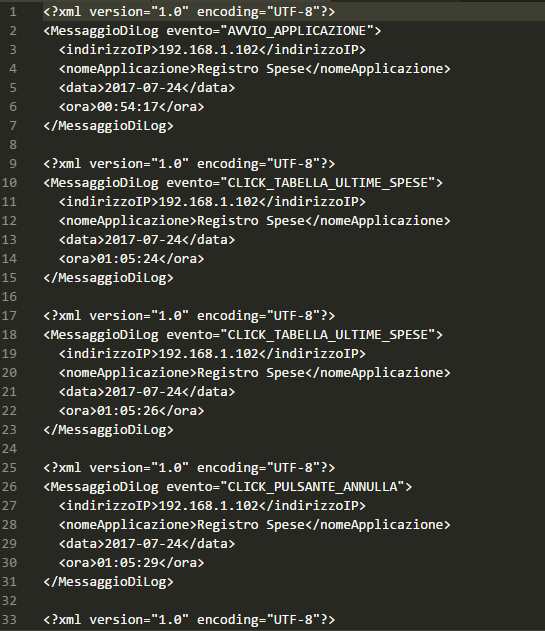 1 <?xml version="1.0" encoding="UTF-8"?>
2 <MessaggioDiLog evento="AVVIO_APPLICAZIONE">
3   <indirizzoIP>192.168.1.102</indirizzoIP>
4   <nomeApplicazione>Registro Spese</nomeApplicazione>
5   <data>2017-07-24</data>
6   <ora>00:54:17</ora>
7 </MessaggioDiLog>
8
9 <?xml version="1.0" encoding="UTF-8"?>
10 <MessaggioDiLog evento="CLICK_TABELLA_ULTIME_SPESE">
11   <indirizzoIP>192.168.1.102</indirizzoIP>
12   <nomeApplicazione>Registro Spese</nomeApplicazione>
13   <data>2017-07-24</data>
14   <ora>01:05:24</ora>
15 </MessaggioDiLog>
16
17 <?xml version="1.0" encoding="UTF-8"?>
18 <MessaggioDiLog evento="CLICK_TABELLA_ULTIME_SPESE">
19   <indirizzoIP>192.168.1.102</indirizzoIP>
20   <nomeApplicazione>Registro Spese</nomeApplicazione>
21   <data>2017-07-24</data>
22   <ora>01:05:26</ora>
23 </MessaggioDiLog>
24
25 <?xml version="1.0" encoding="UTF-8"?>
26 <MessaggioDiLog evento="CLICK_PULSANTE_ANNULLA">
27   <indirizzoIP>192.168.1.102</indirizzoIP>
28   <nomeApplicazione>Registro Spese</nomeApplicazione>
29   <data>2017-07-24</data>
30   <ora>01:05:29</ora>
31 </MessaggioDiLog>
32
33 <?xml version="1.0" encoding="UTF-8"?>